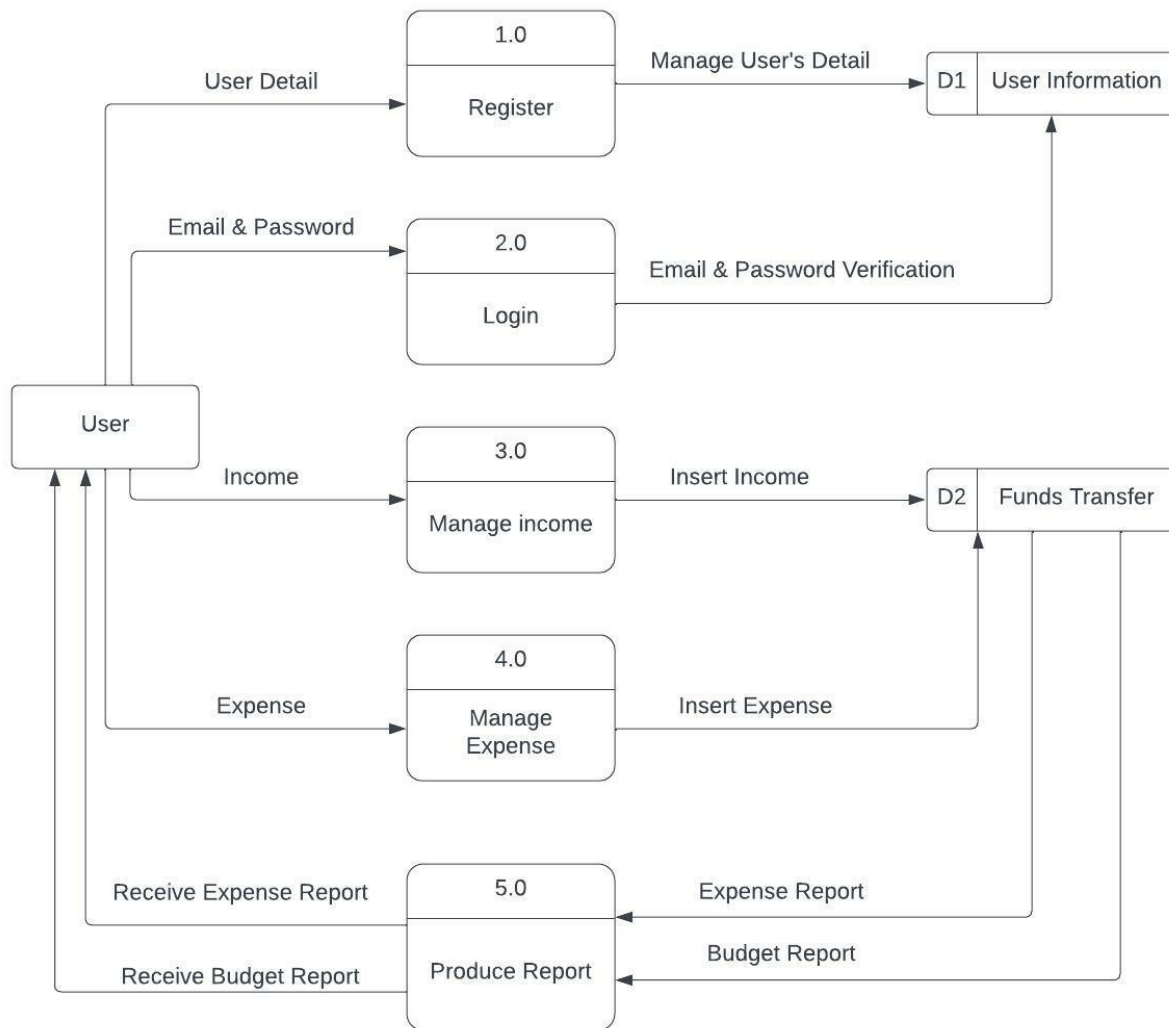 1.0
User Detail
Manage User's Detail
D1
User Information
Register
Email & Password
2.0
Email & Password Verification
Login
User
3.0
Income
Insert Income
D2
Funds Transfer
Manage income
4.0
Expense
Insert Expense
Manage
Expense
5.0
Receive Expense Report
Expense Report
Budget Report
Receive Budget Report
Produce Report